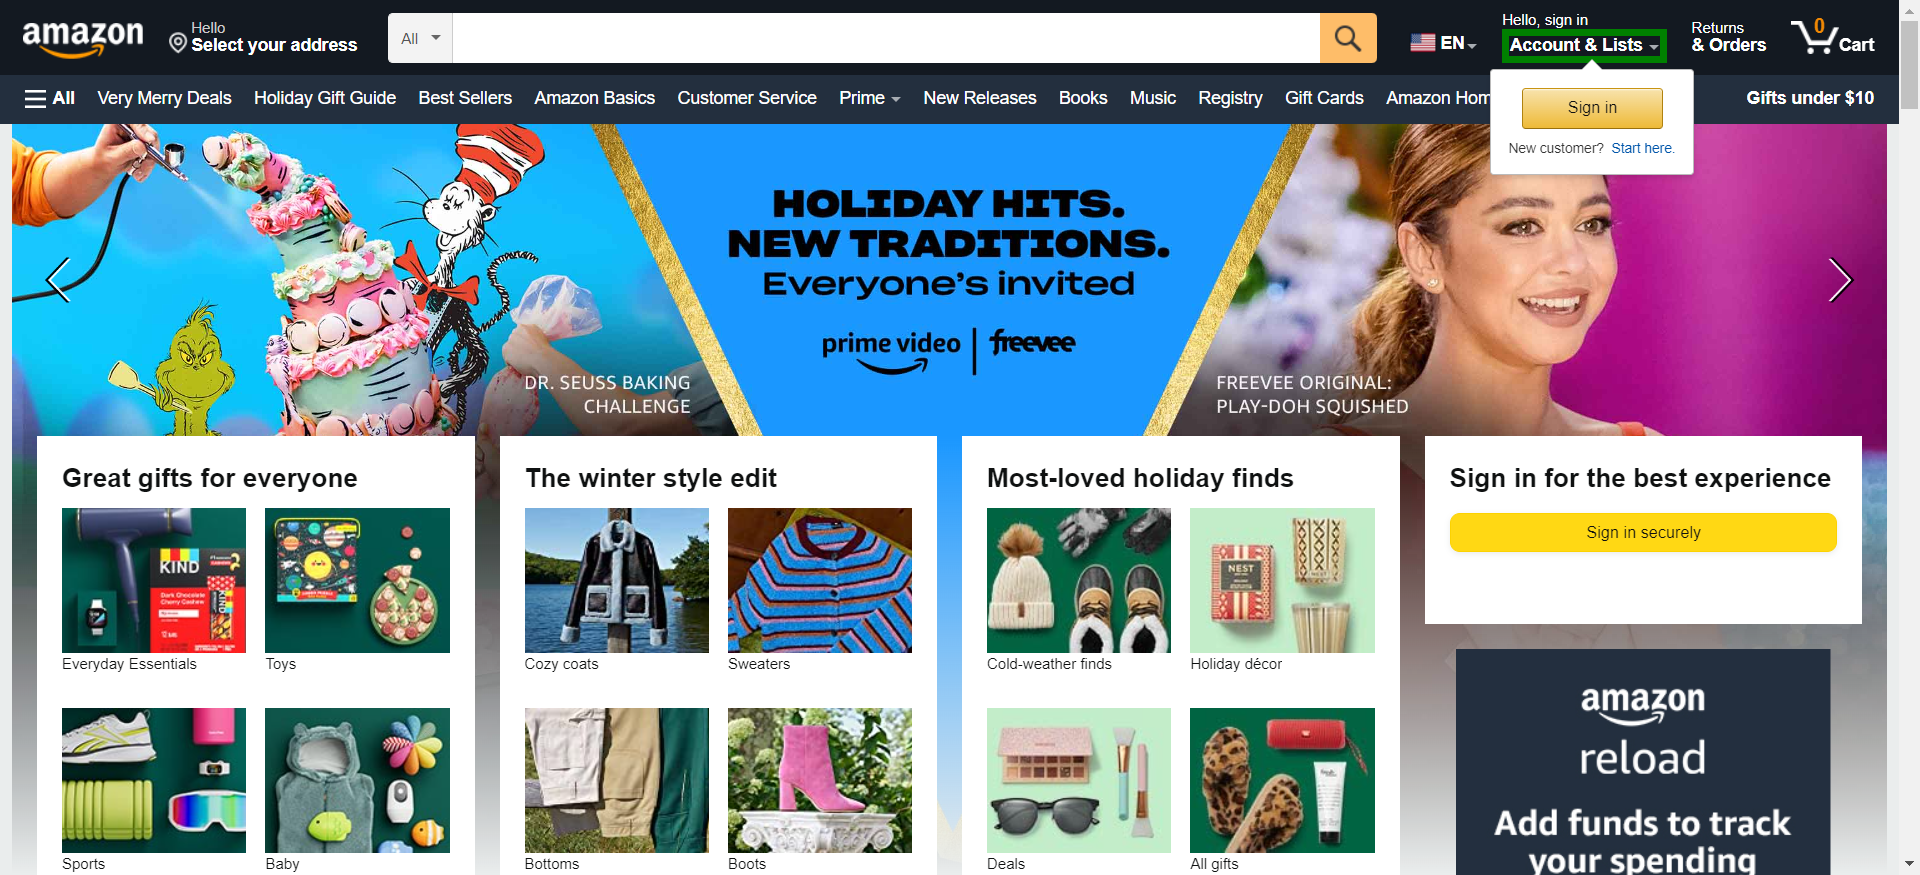 amazon
Hello
Select your address
All
EN
Hello, sign in
Account & Lists
Returns
& Orders
0
Cart
All
Very Merry Deals
Holiday Gift Guide
Best Sellers
Amazon Basics
Customer Service
Prime
New Releases
Books
Music
Registry
Gift Cards
Amazon Hom
Gifts under $10
Sign in
New customer? Start here.
HOLIDAY HITS.
NEW TRADITIONS.
Everyone's invited
prime video | freevee
DR. SEUSS BAKING
CHALLENGE
FREEVEE ORIGINAL:
PLAY-DOH SQUISHED
Great gifts for everyone
KIND
Dark Chocolate
Cherry Cashew
Everyday Essentials
Toys
Sports
Baby
The winter style edit
Cozy coats
Sweaters
Bottoms
Boots
Most-loved holiday finds
NEST
Cold-weather finds
Holiday décor
Deals
All gifts
Sign in for the best experience
Sign in securely
amazon
reload
Add funds to track
your spending